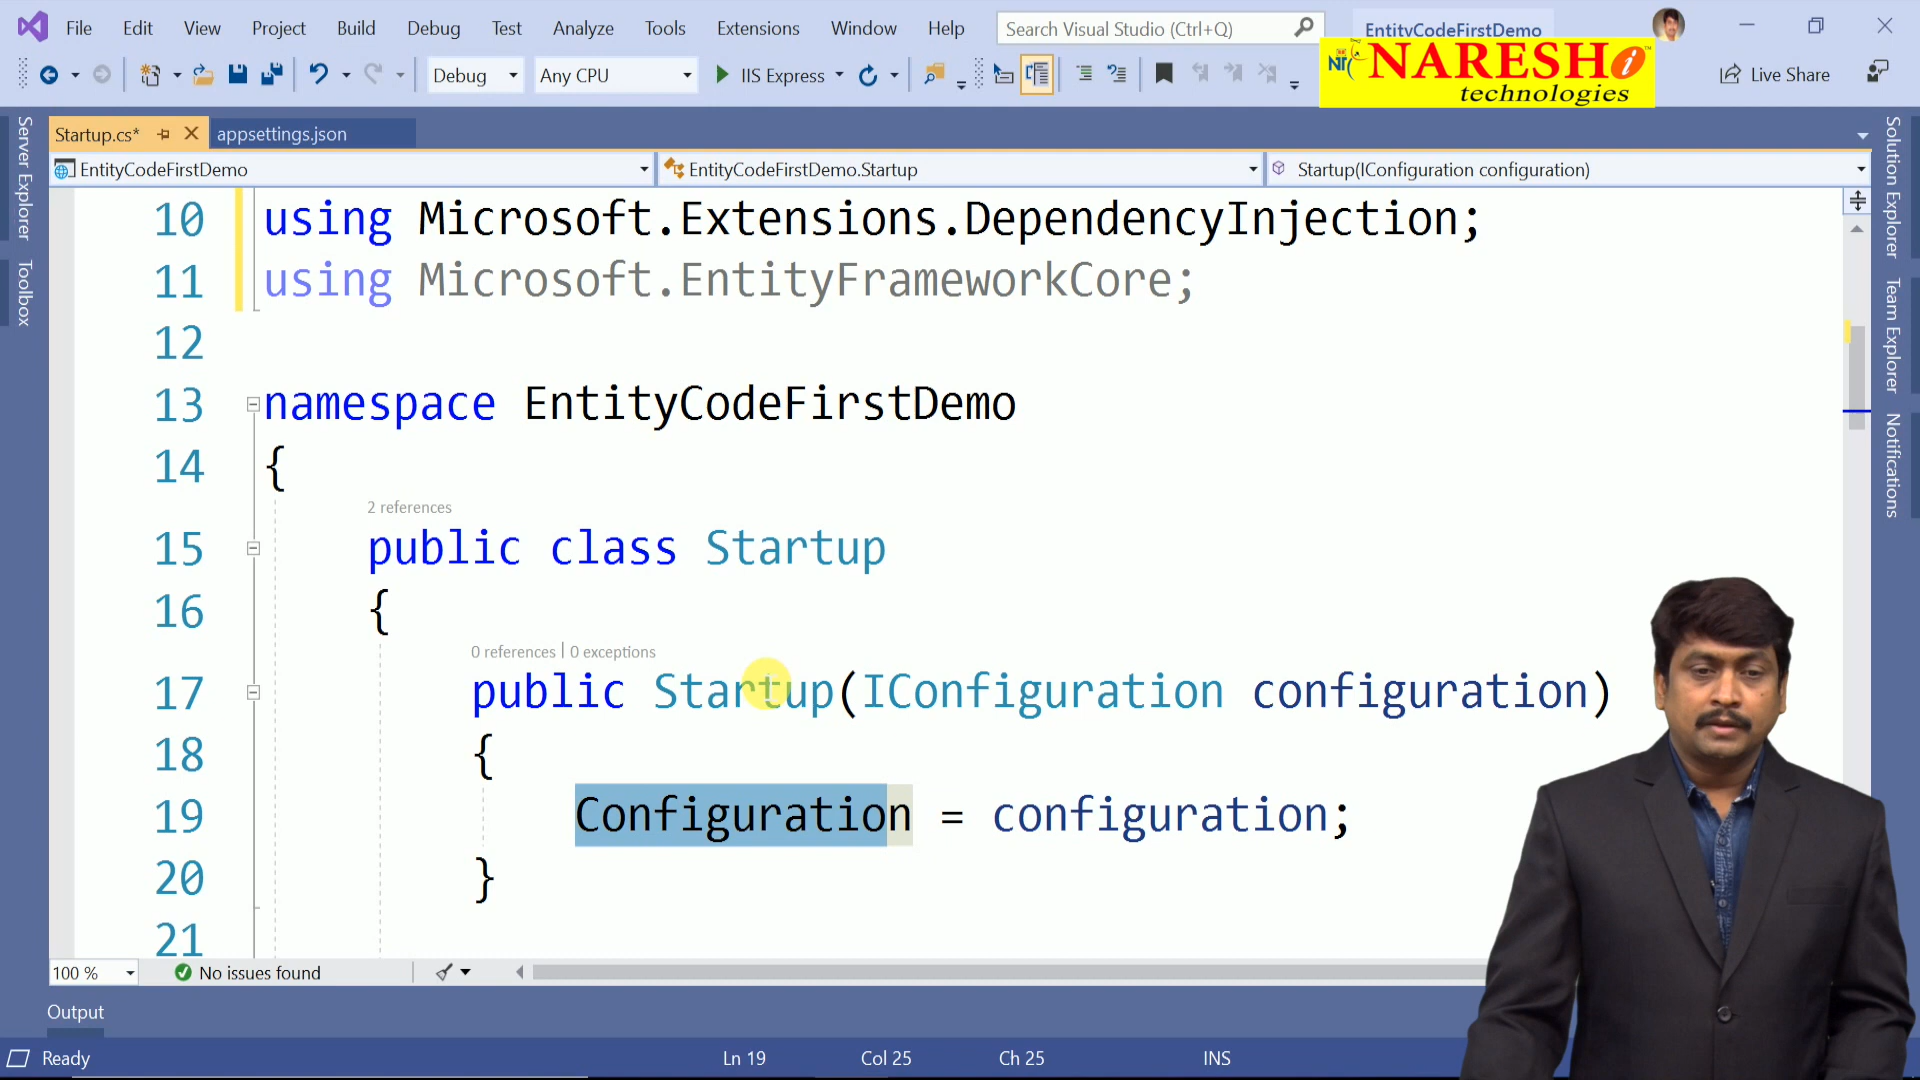 File Edit View Project Build Debug Test Analyze Tools Extensions Window Help Search Visual Studio (Ctrl+Q) EntityCodeFirstDemo
Debug Any CPU IIS Express Live Share
NARESH i
technologies
Startup.cs* appsettings.json
EntityCodeFirstDemo EntityCodeFirstDemo.Startup Startup(IConfiguration configuration)
Server Explorer
Toolbox
10 using Microsoft.Extensions.DependencyInjection;
11 using Microsoft.EntityFrameworkCore;
12
13 namespace EntityCodeFirstDemo
14 {
2 references
15 public class Startup
16 {
0 references | 0 exceptions
17 public Startup(IConfiguration configuration)
18 {
19 Configuration = configuration;
20 }
21
Solution Explorer
Team Explorer
Notifications
100 % No issues found
Output
Ready Ln 19 Col 25 Ch 25 INS